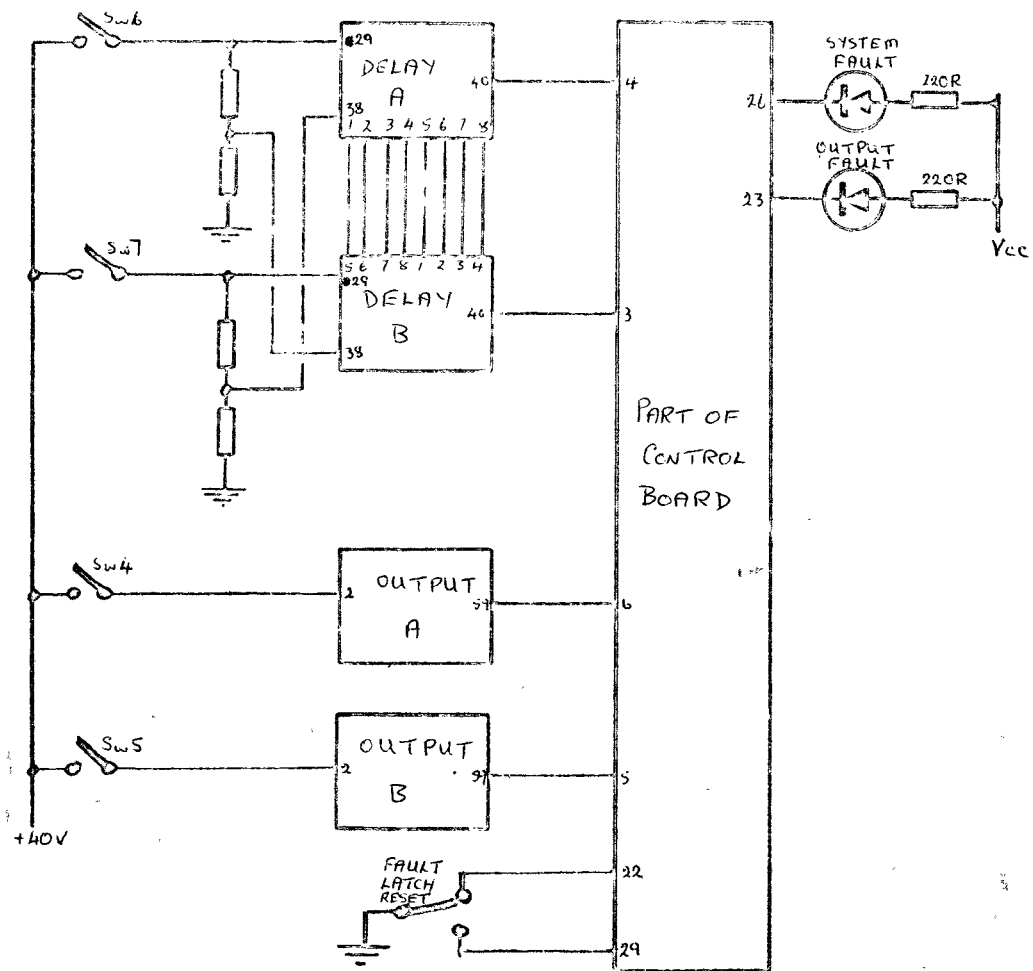 Sw6
29
DELAY
A
38
40
1 2 3 4 5 6 7 8
4
Sw7
5 6 7 8 1 2 3 4
29
DELAY
B
38
40
3
SYSTEM
FAULT
220R
OUTPUT
FAULT
23
220R
Vcc
PART OF
CONTROL
BOARD
Sw4
2
OUTPUT
A
6
Sw5
2
OUTPUT
B
5
+40V
FAULT
LATCH
RESET
22
29